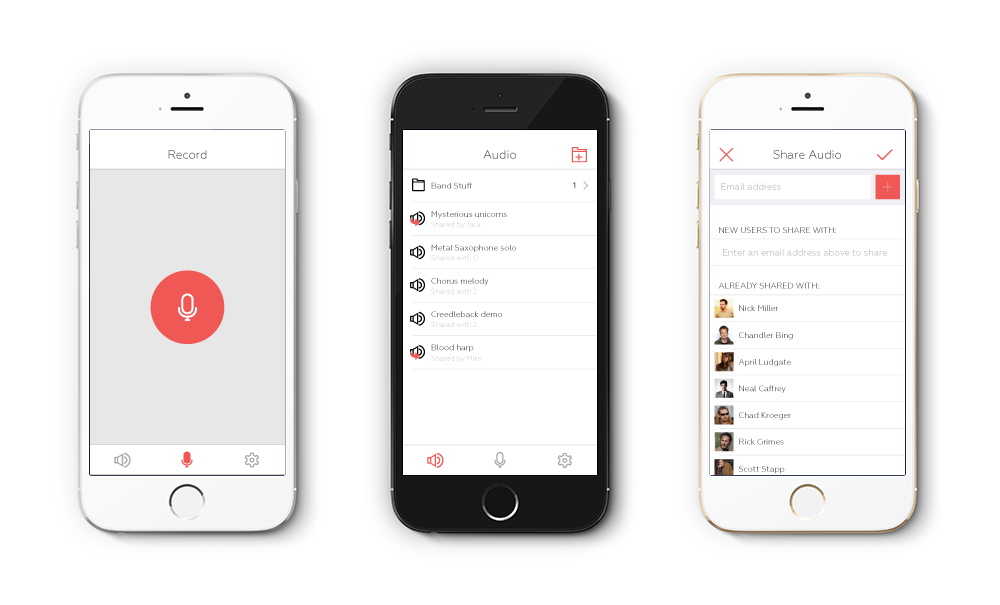 Record
Audio
Band Stuff 1
Mysterious unicorns
Shared by Tara
Metal Saxophone solo
Shared with 0
Chorus melody
Shared with 2
Creedleback demo
Shared with 2
Blood harp
Shared by Mike
Share Audio
Email address
NEW USERS TO SHARE WITH:
Enter an email address above to share
ALREADY SHARED WITH:
Nick Miller
Chandler Bing
April Ludgate
Neal Caffrey
Chad Kroeger
Rick Grimes
Scott Stapp